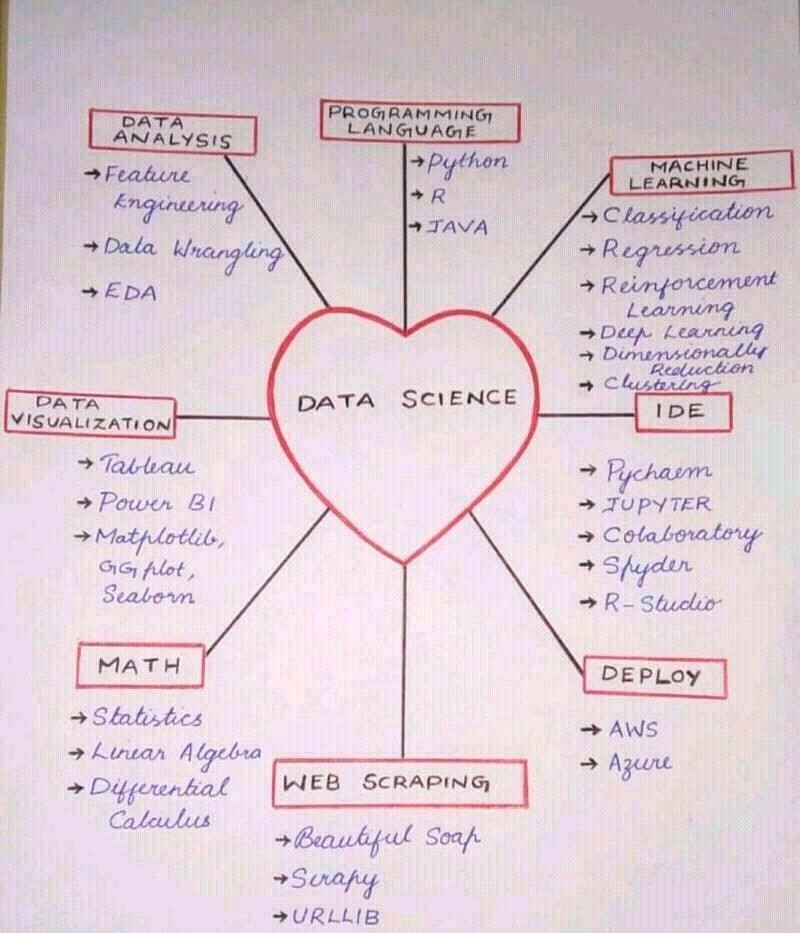 DATA
ANALYSIS
→ Feature
Engineering
→ Data Wrangling
→ EDA
PROGRAMMING
LANGUAGE
→ Python
→ R
→ JAVA
MACHINE
LEARNING
→ Classification
→ Regression
→ Reinforcement
Learning
→ Deep Learning
→ Dimensionally
Reduction
→ Clustering
DATA SCIENCE
DATA
VISUALIZATION
→ Tableau
→ Power BI
→ Matplotlib,
GG plot,
Seaborn
IDE
→ Pychaem
→ JUPYTER
→ Colaboratory
→ Spyder
→ R-Studio
MATH
→ Statistics
→ Linear Algebra
→ Differential
Calculus
DEPLOY
→ AWS
→ Azure
WEB SCRAPING
→ Beautiful Soap
→ Scrapy
→ URLLIB